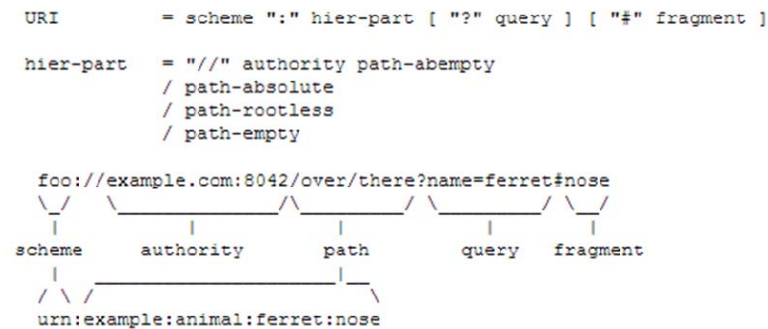 URI = scheme ":" hier-part [ "?" query ] [ "#" fragment ]
hier-part = "//" authority path-abempty
/ path-absolute
/ path-rootless
/ path-empty
foo://example.com:8042/over/there?name=ferret#nose
\_/ \______________/\_________/ \_________/ \__/
| | | | |
scheme authority path query fragment
| _____________________|__
/ \ / \
urn:example:animal:ferret:nose